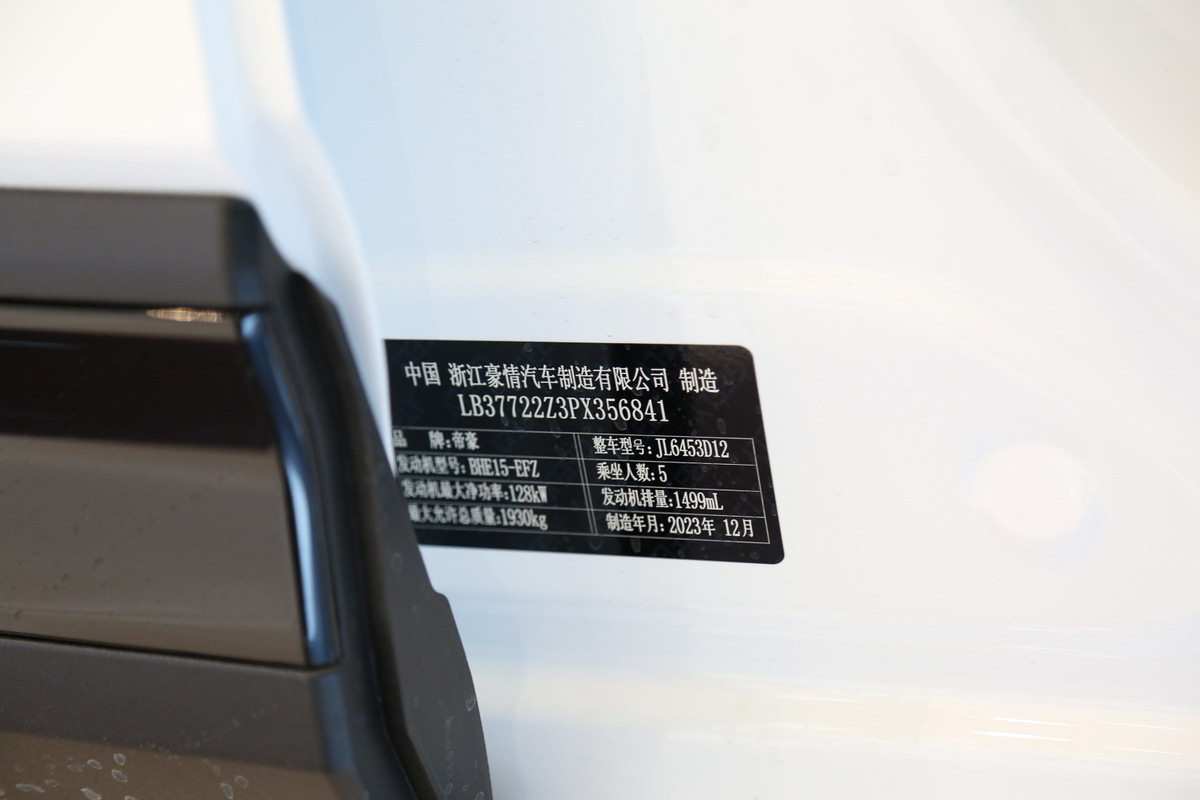 中国 浙江豪情汽车制造有限公司 制造
LB37722Z3PX356841
品 牌:帝豪 整车型号:JL6453D12
发动机型号:BHE15-EFZ 乘坐人数:5
发动机最大净功率:128kW 发动机排量:1499mL
最大允许总质量:1930kg 制造年月:2023年 12月